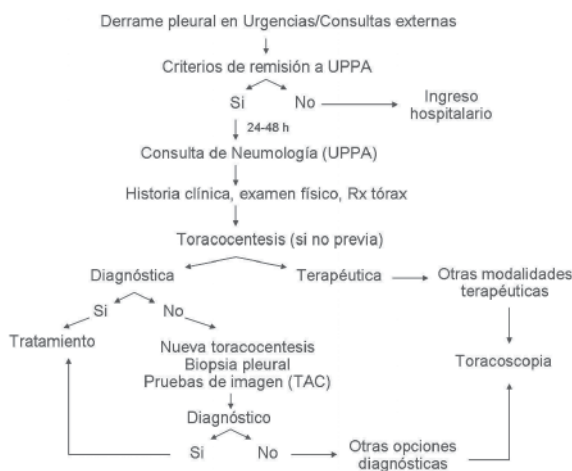 Derrame pleural en Urgencias/Consultas externas
Criterios de remisión a UPPA
Si
No
Ingreso
hospitalario
24-48 h
Consulta de Neumología (UPPA)
Historia clínica, examen físico, Rx tórax
Toracocentesis (si no previa)
Diagnóstica
Terapéutica
Otras modalidades
terapéuticas
Si
No
Tratamiento
Nueva toracocentesis
Biopsia pleural
Pruebas de imagen (TAC)
Toracoscopia
Diagnóstico
Si
No
Otras opciones
diagnósticas